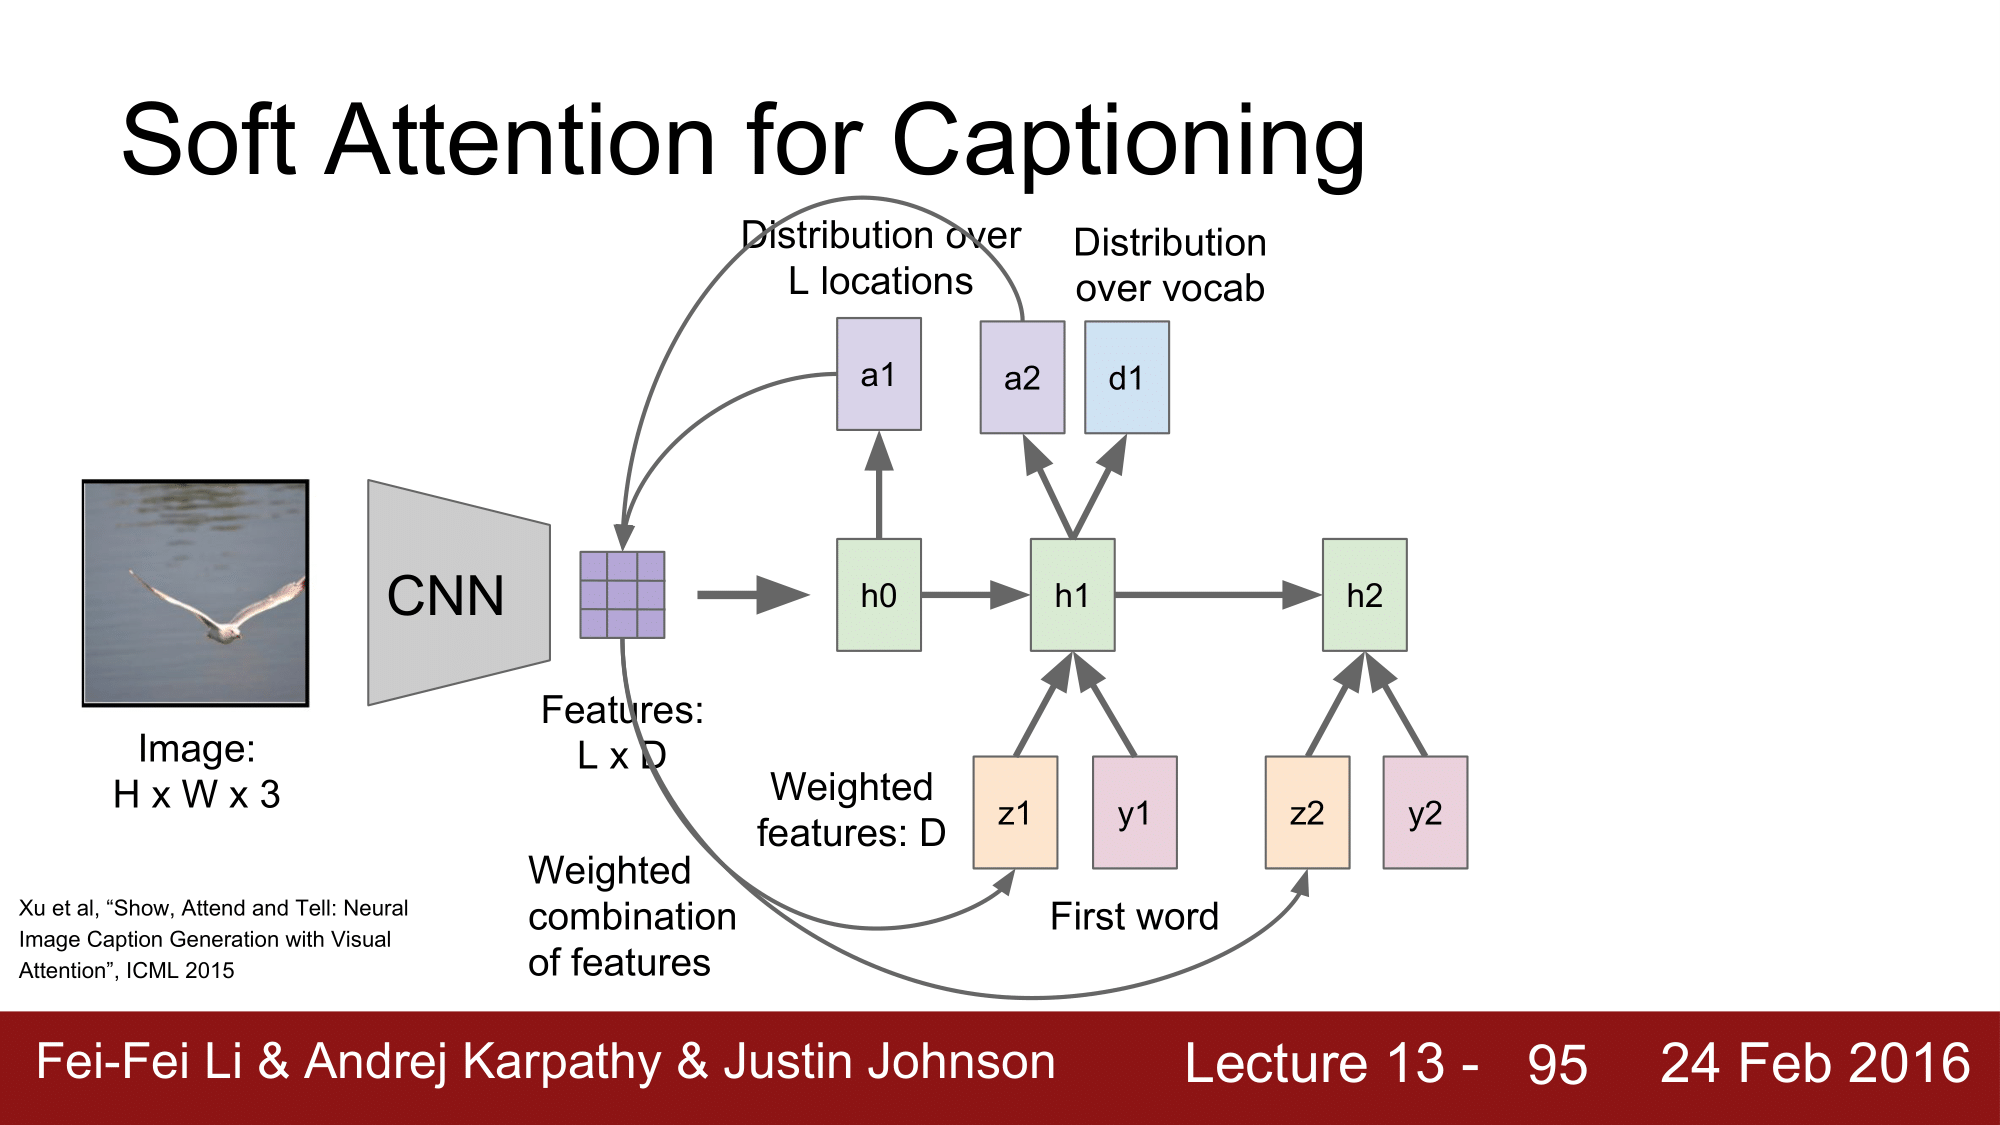 Soft Attention for Captioning
Distribution over
L locations
Distribution
over vocab
a1
a2
d1
CNN
h0
h1
h2
Image:
H x W x 3
Features:
L x D
Weighted
features: D
z1
y1
z2
y2
Weighted
combination
of features
First word
Xu et al, “Show, Attend and Tell: Neural
Image Caption Generation with Visual
Attention”, ICML 2015
Fei-Fei Li & Andrej Karpathy & Justin Johnson
Lecture 13 - 95
24 Feb 2016